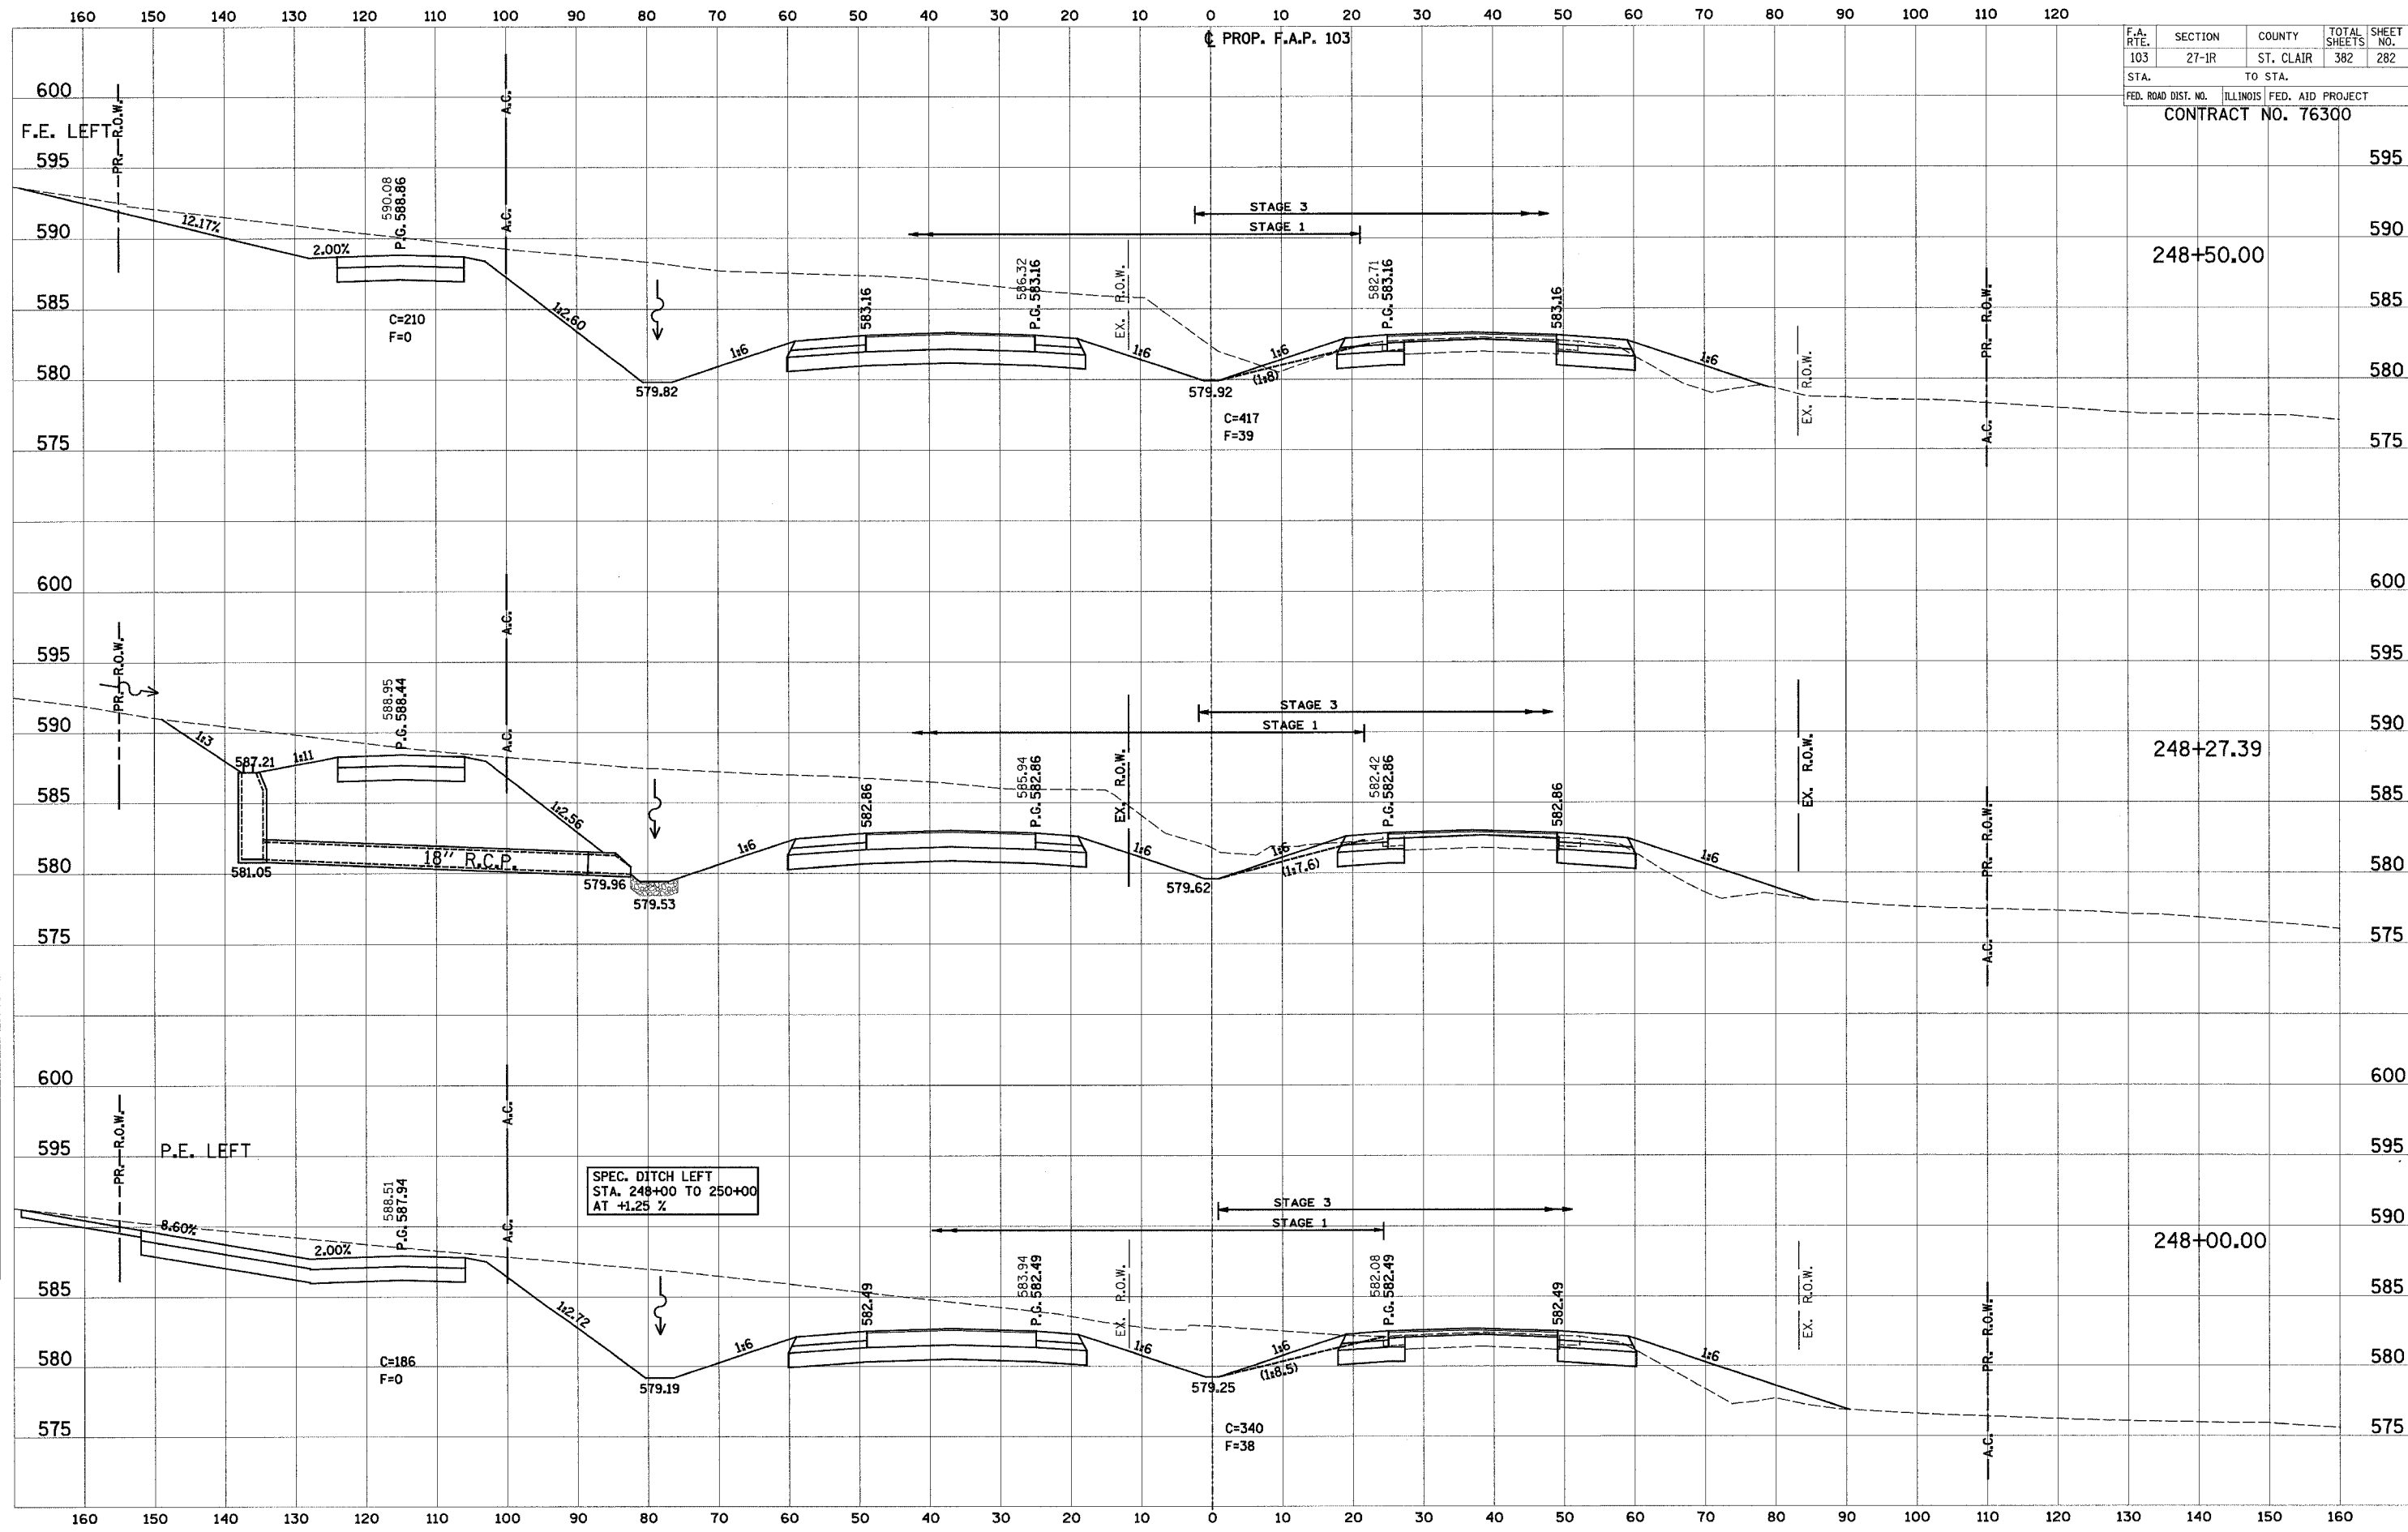 160 150 140 130 120 110 100 90 80 70 60 50 40 30 20 10 0 10 20 30 40 50 60 70 80 90 100 110 120
℄ PROP. F.A.P. 103
F.A. RTE. SECTION COUNTY TOTAL SHEETS SHEET NO.
103 27-1R ST. CLAIR 382 282
STA. TO STA.
FED. ROAD DIST. NO. ILLINOIS FED. AID PROJECT
CONTRACT NO. 76300
600
F.E. LEFT
PR. R.O.W.
A.C.
A.C.
595 595
12.17%
2.00%
590.08
P.G. 588.86
STAGE 3
STAGE 1
590 590
248+50.00
1:2.60
C=210
F=0
585 585
1:6
583.16
586.32
P.G. 583.16
EX. R.O.W.
1:6
1:6
(1:8)
582.71
P.G. 583.16
583.16
1:6
EX. R.O.W.
A.C. PR. R.O.W.
580 580
579.82
579.92
C=417
F=39
575 575
600 600
PR. R.O.W.
A.C.
A.C.
595 595
588.95
P.G. 588.44
STAGE 3
STAGE 1
590 590
248+27.39
1:3
587.21
1:11
1:2.56
585 585
1:6
582.86
585.94
P.G. 582.86
EX. R.O.W.
1:6
(1:7.6)
582.42
P.G. 582.86
582.86
1:6
EX. R.O.W.
A.C. PR. R.O.W.
18" R.C.P.
580 580
581.05
579.96
579.53
579.62
575 575
600 600
PR. R.O.W.
A.C.
A.C.
595 595
P.E. LEFT
SPEC. DITCH LEFT
STA. 248+00 TO 250+00
AT +1.25 %
8.60%
2.00%
588.51
P.G. 587.94
STAGE 3
STAGE 1
590
248+00.00
585 585
1:2.72
1:6
582.49
583.94
P.G. 582.49
EX. R.O.W.
1:6
1:6
(1:8.5)
582.08
P.G. 582.49
582.49
1:6
EX. R.O.W.
A.C. PR. R.O.W.
580 580
C=186
F=0
579.19
579.25
575 575
C=340
F=38
160 150 140 130 120 110 100 90 80 70 60 50 40 30 20 10 0 10 20 30 40 50 60 70 80 90 100 110 120 130 140 150 160